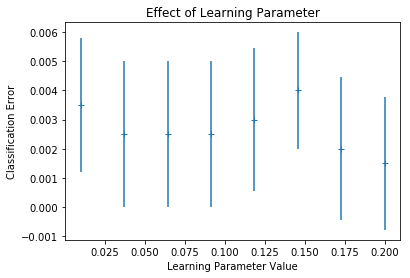 Effect of Learning Parameter
Classification Error
0.006
0.005
0.004
0.003
0.002
0.001
0.000
−0.001
0.025 0.050 0.075 0.100 0.125 0.150 0.175 0.200
Learning Parameter Value